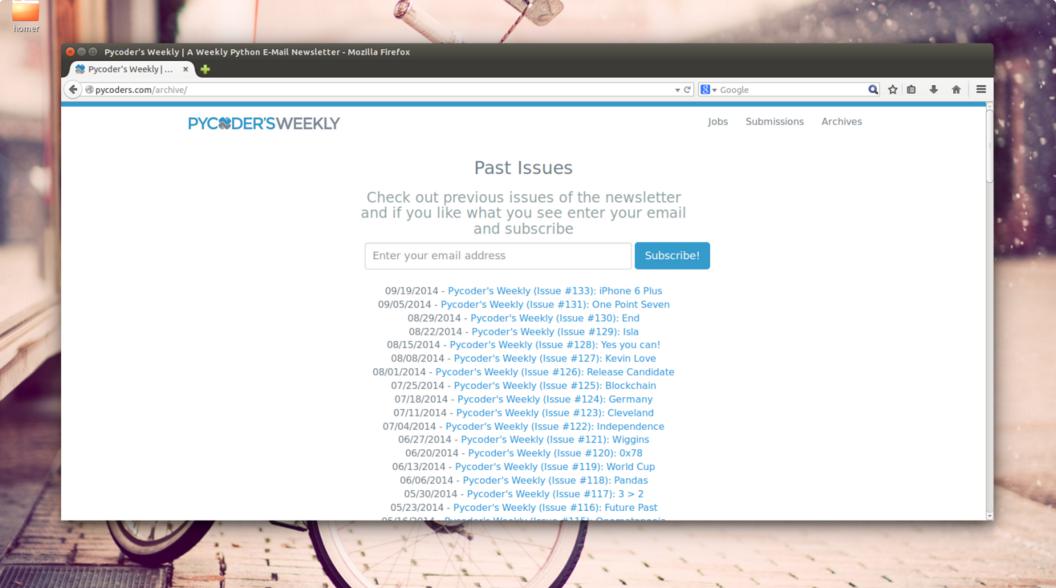 homer
Pycoder's Weekly | A Weekly Python E-Mail Newsletter - Mozilla Firefox
Pycoder's Weekly | ...
pycoders.com/archive/
Google
PYCODER'SWEEKLY
Jobs Submissions Archives
Past Issues
Check out previous issues of the newsletter
and if you like what you see enter your email
and subscribe
Enter your email address Subscribe!
09/19/2014 - Pycoder's Weekly (Issue #133): iPhone 6 Plus
09/05/2014 - Pycoder's Weekly (Issue #131): One Point Seven
08/29/2014 - Pycoder's Weekly (Issue #130): End
08/22/2014 - Pycoder's Weekly (Issue #129): Isla
08/15/2014 - Pycoder's Weekly (Issue #128): Yes you can!
08/08/2014 - Pycoder's Weekly (Issue #127): Kevin Love
08/01/2014 - Pycoder's Weekly (Issue #126): Release Candidate
07/25/2014 - Pycoder's Weekly (Issue #125): Blockchain
07/18/2014 - Pycoder's Weekly (Issue #124): Germany
07/11/2014 - Pycoder's Weekly (Issue #123): Cleveland
07/04/2014 - Pycoder's Weekly (Issue #122): Independence
06/27/2014 - Pycoder's Weekly (Issue #121): Wiggins
06/20/2014 - Pycoder's Weekly (Issue #120): 0x78
06/13/2014 - Pycoder's Weekly (Issue #119): World Cup
06/06/2014 - Pycoder's Weekly (Issue #118): Pandas
05/30/2014 - Pycoder's Weekly (Issue #117): 3 > 2
05/23/2014 - Pycoder's Weekly (Issue #116): Future Past
05/16/2014 - Pycoder's Weekly (Issue #115):